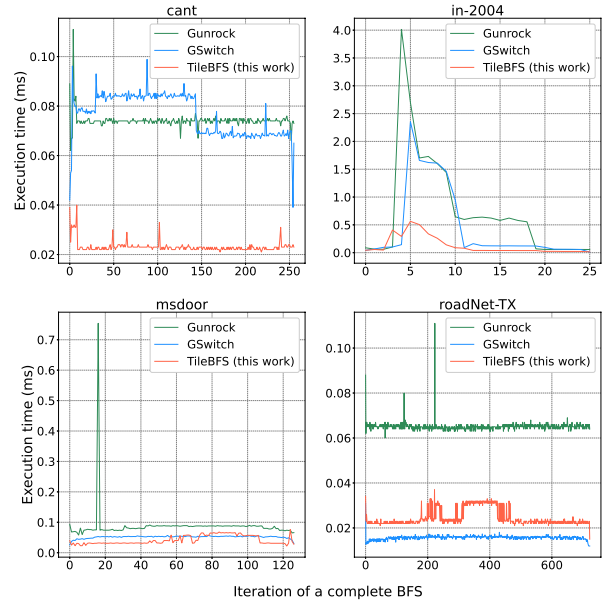 cant
Execution time (ms)
0.10
0.08
0.06
0.04
0.02
0 50 100 150 200 250
Gunrock
GSwitch
TileBFS (this work)
in-2004
4.0
3.5
3.0
2.5
2.0
1.5
1.0
0.5
0.0
0 5 10 15 20 25
Gunrock
GSwitch
TileBFS (this work)
msdoor
Execution time (ms)
0.7
0.6
0.5
0.4
0.3
0.2
0.1
0.0
0 20 40 60 80 100 120
Gunrock
GSwitch
TileBFS (this work)
roadNet-TX
0.10
0.08
0.06
0.04
0.02
0 200 400 600
Gunrock
GSwitch
TileBFS (this work)
Iteration of a complete BFS